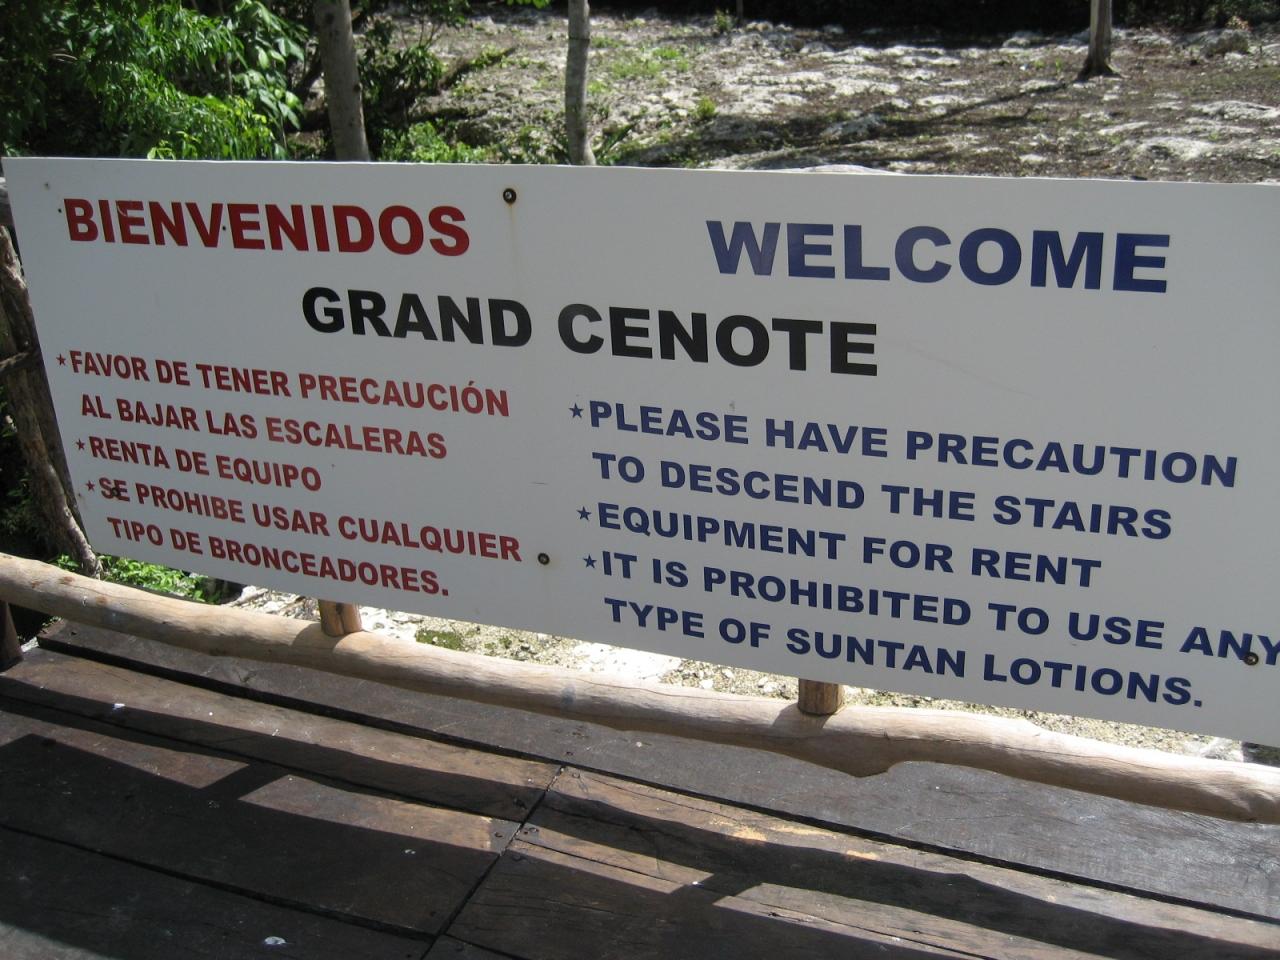 BIENVENIDOS
WELCOME
GRAND CENOTE
★FAVOR DE TENER PRECAUCIÓN
AL BAJAR LAS ESCALERAS
★RENTA DE EQUIPO
★SE PROHIBE USAR CUALQUIER
TIPO DE BRONCEADORES.
★PLEASE HAVE PRECAUTION
TO DESCEND THE STAIRS
★EQUIPMENT FOR RENT
★IT IS PROHIBITED TO USE ANY
TYPE OF SUNTAN LOTIONS.